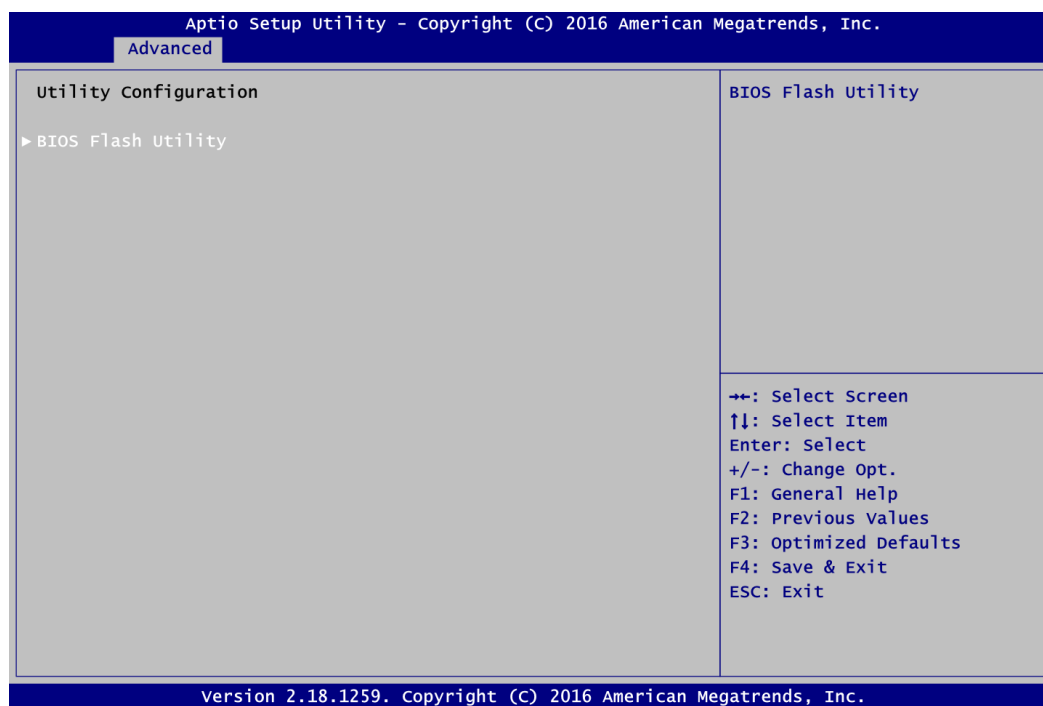 Aptio Setup Utility – Copyright (C) 2016 American Megatrends, Inc.
Advanced
Utility Configuration
▶ BIOS Flash Utility
BIOS Flash Utility
→←: Select Screen
↑↓: Select Item
Enter: Select
+/-: Change Opt.
F1: General Help
F2: Previous Values
F3: Optimized Defaults
F4: Save & Exit
ESC: Exit
Version 2.18.1259. Copyright (C) 2016 American Megatrends, Inc.